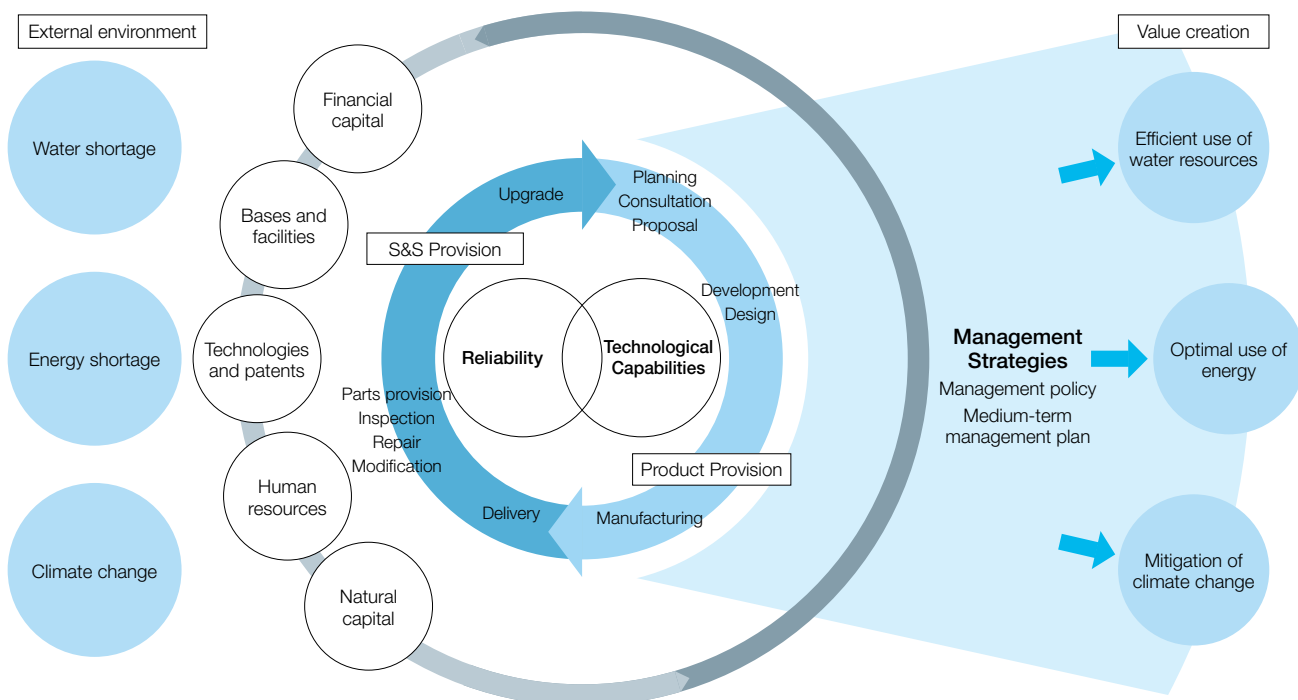 External environment
Water shortage
Energy shortage
Climate change
Financial
capital
Bases and
facilities
Technologies
and patents
Human
resources
Natural
capital
S&S Provision
Upgrade
Planning
Consultation
Proposal
Development
Design
Reliability
Technological
Capabilities
Parts provision
Inspection
Repair
Modification
Product Provision
Delivery
Manufacturing
Management
Strategies
Management policy
Medium-term
management plan
Value creation
Efficient use of
water resources
Optimal use of
energy
Mitigation of
climate change